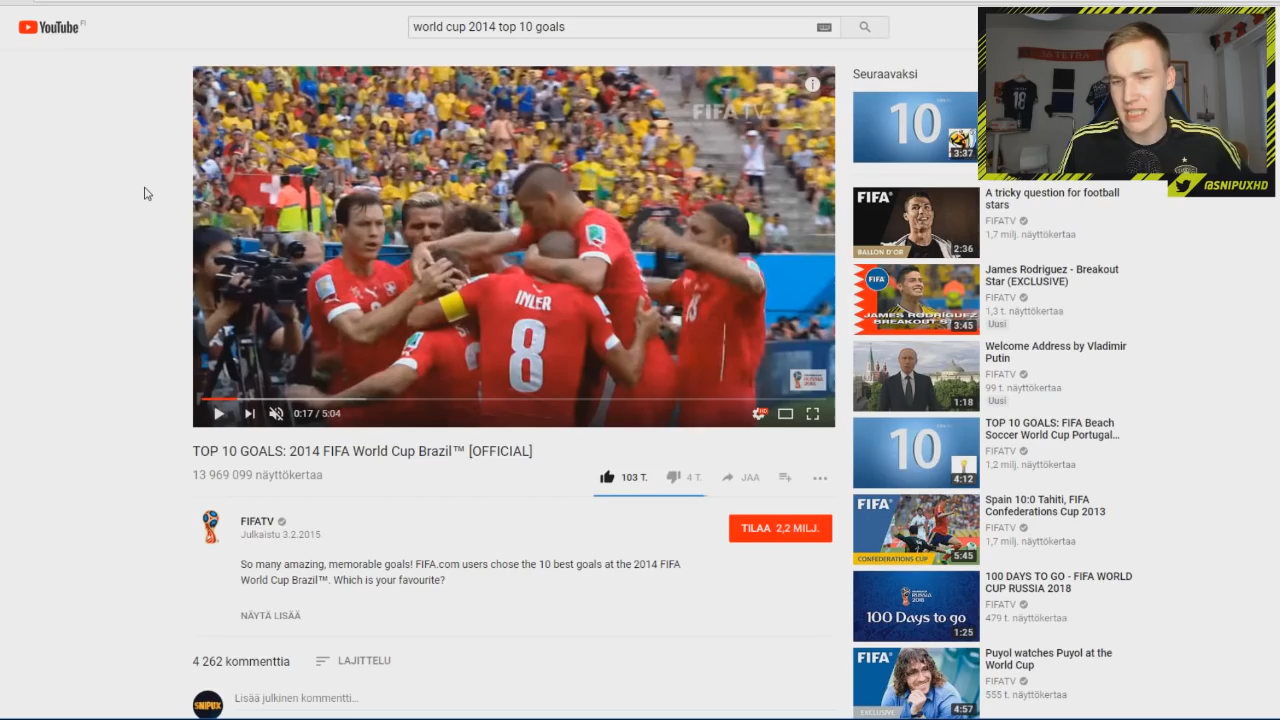 YouTube FI
world cup 2014 top 10 goals
FIFA TV
INLER
8
0:17 / 5:04
HD
TOP 10 GOALS: 2014 FIFA World Cup Brazil™ [OFFICIAL]
13 969 099 näyttökertaa
103 T.
4 T.
JAA
FIFATV
Julkaistu 3.2.2015
TILAA 2,2 MILJ.
So many amazing, memorable goals! FIFA.com users chose the 10 best goals at the 2014 FIFA
World Cup Brazil™. Which is your favourite?
NÄYTÄ LISÄÄ
4 262 kommenttia
LAJITTELU
SNIPUX
Lisää julkinen kommentti...
Seuraavaksi
10
3:37
18
@SNIPUXHD
FIFA
BALLON D'OR
2:36
A tricky question for football
stars
FIFATV
1,7 milj. näyttökertaa
FIFA
JAMES RODRIGUEZ
3:45
James Rodriguez - Breakout
Star (EXCLUSIVE)
FIFATV
1,3 t. näyttökertaa
Uusi
1:18
Welcome Address by Vladimir
Putin
FIFATV
99 t. näyttökertaa
Uusi
10
4:12
TOP 10 GOALS: FIFA Beach
Soccer World Cup Portugal...
FIFATV
1,2 milj. näyttökertaa
FIFA
CONFEDERATIONS CUP
5:45
Spain 10:0 Tahiti, FIFA
Confederations Cup 2013
FIFATV
1,7 milj. näyttökertaa
RUSSIA
2018
100 Days to go
1:25
100 DAYS TO GO - FIFA WORLD
CUP RUSSIA 2018
FIFATV
479 t. näyttökertaa
FIFA
EXCLUSIVE
4:57
Puyol watches Puyol at the
World Cup
FIFATV
555 t. näyttökertaa